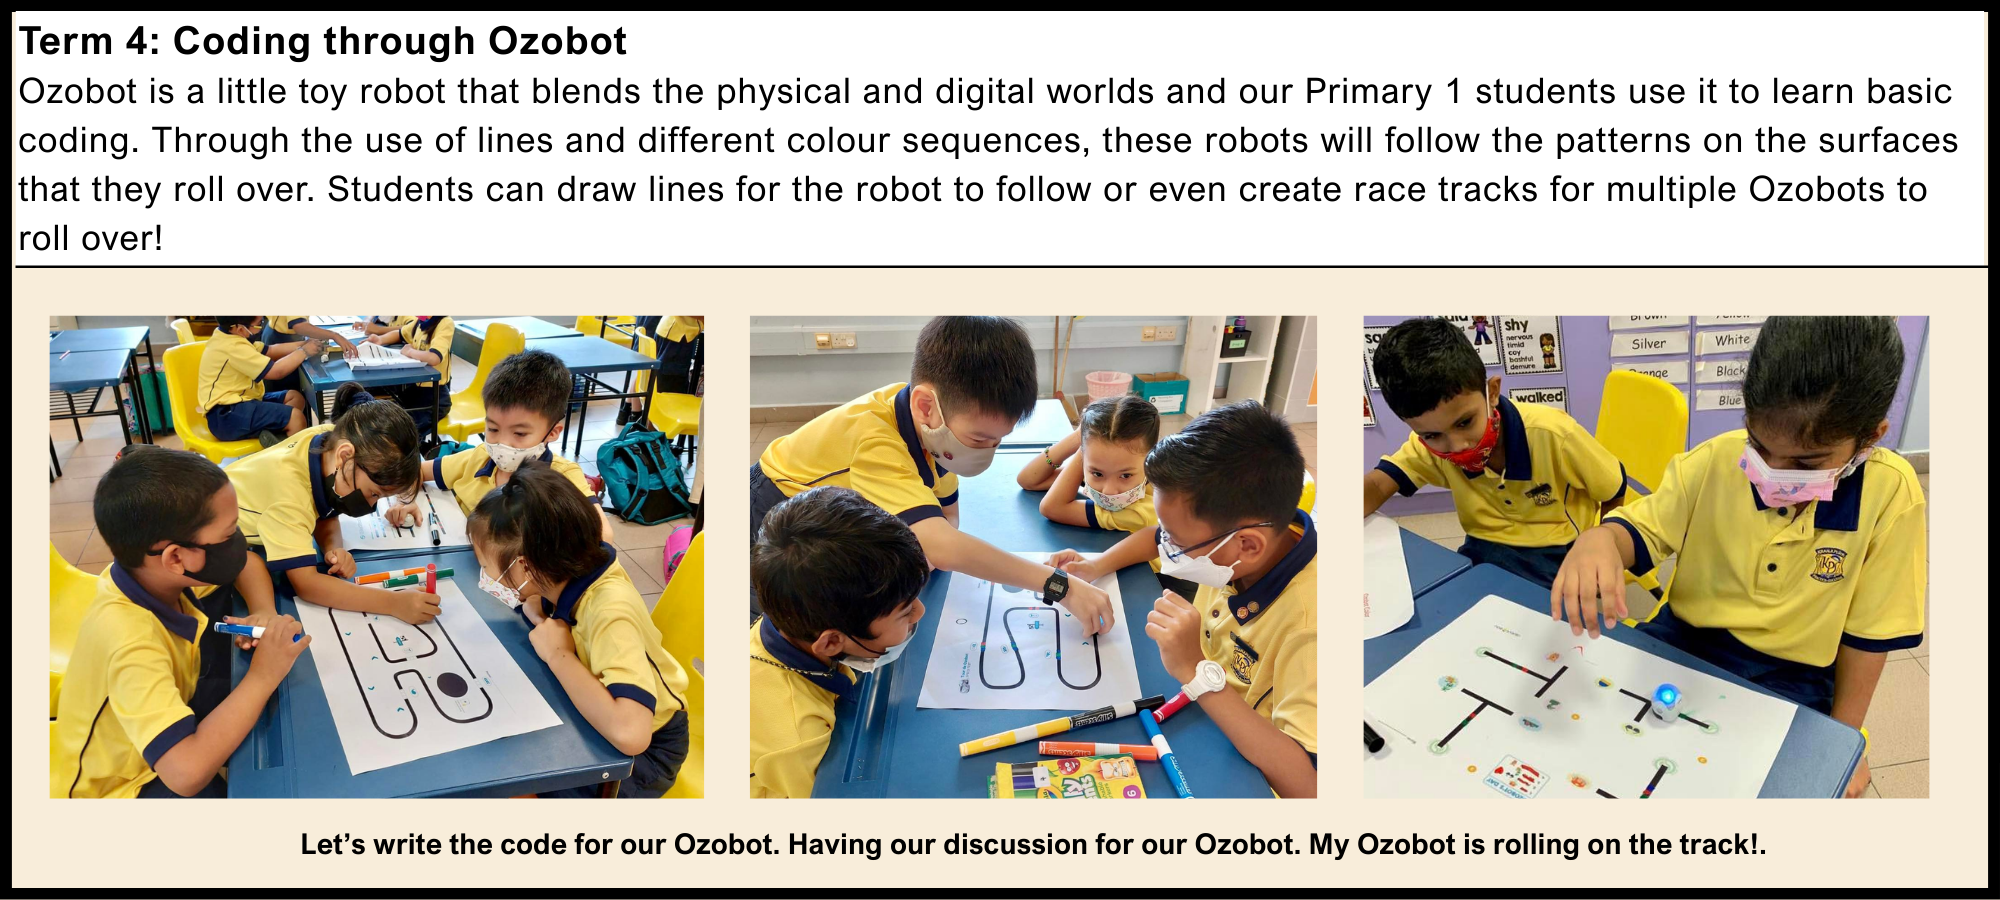 Term 4: Coding through Ozobot
Ozobot is a little toy robot that blends the physical and digital worlds and our Primary 1 students use it to learn basic
coding. Through the use of lines and different colour sequences, these robots will follow the patterns on the surfaces
that they roll over. Students can draw lines for the robot to follow or even create race tracks for multiple Ozobots to
roll over!
shy
nervous
timid
coy
bashful
demure
walked
Silver
White
Black
Blue
Let’s write the code for our Ozobot. Having our discussion for our Ozobot. My Ozobot is rolling on the track!.